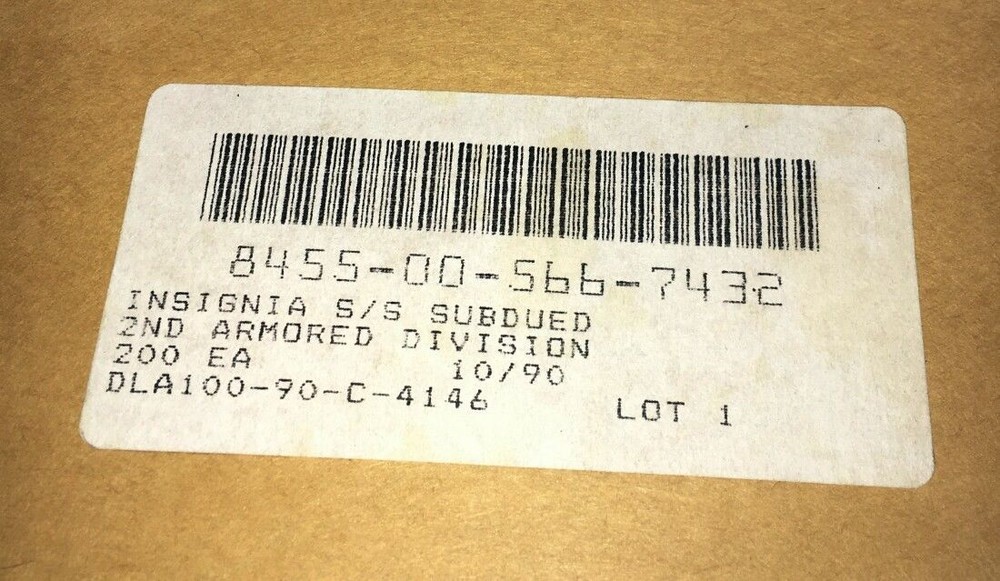 8455-00-566-7432
INSIGNIA S/S SUBDUED
2ND ARMORED DIVISION
200 EA 10/90
DLA100-90-C-4146 LOT 1